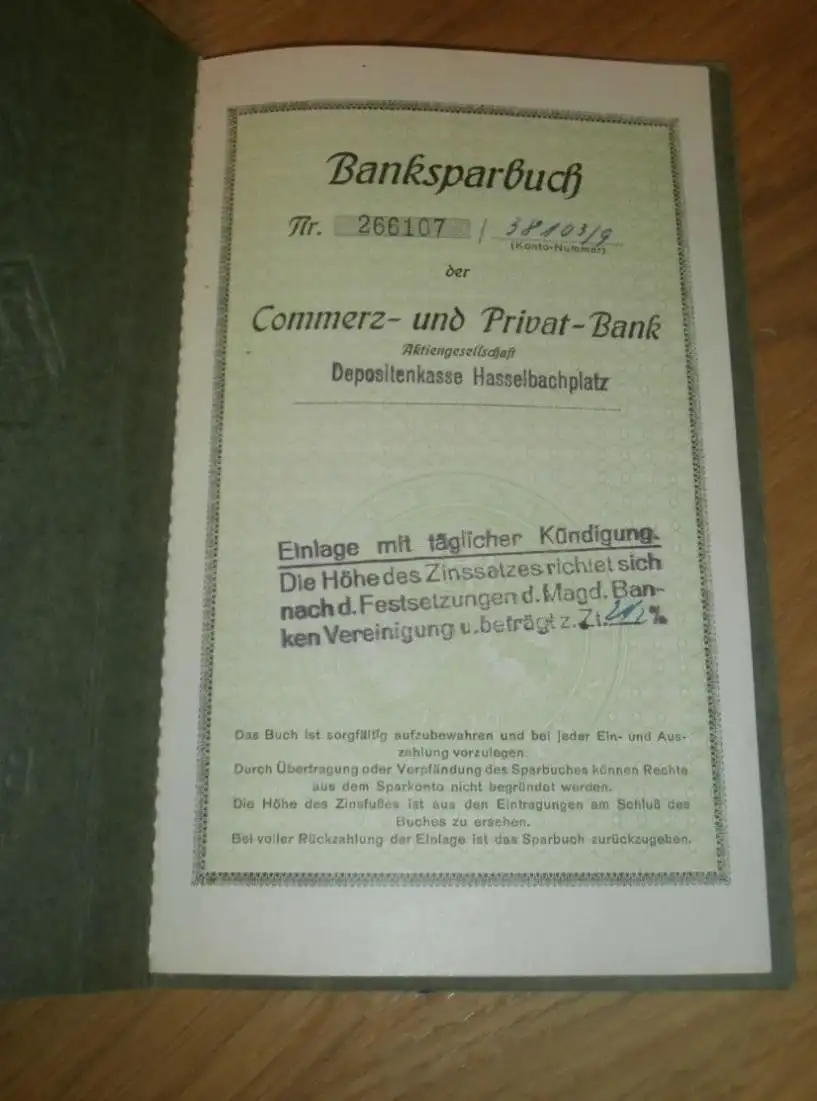 Banksparbuch
Nr. 266107 / 38103/9
(Konto-Nummer)
der
Commerz- und Privat-Bank
Aktiengesellschaft
Depositenkasse Hasselbachplatz
Einlage mit täglicher Kündigung.
Die Höhe des Zinssatzes richtet sich
nach d. Festsetzungen d. Magd. Ban-
ken Vereinigung u. beträgt z. Zt. %
Das Buch ist sorgfältig aufzubewahren und bei jeder Ein- und Aus-
zahlung vorzulegen.
Durch Übertragung oder Verpfändung des Sparbuches können Rechte
aus dem Sparkonto nicht begründet werden.
Die Höhe des Zinsfußes ist aus den Eintragungen am Schluß des
Buches zu ersehen.
Bei voller Rückzahlung der Einlage ist das Sparbuch zurückzugeben.